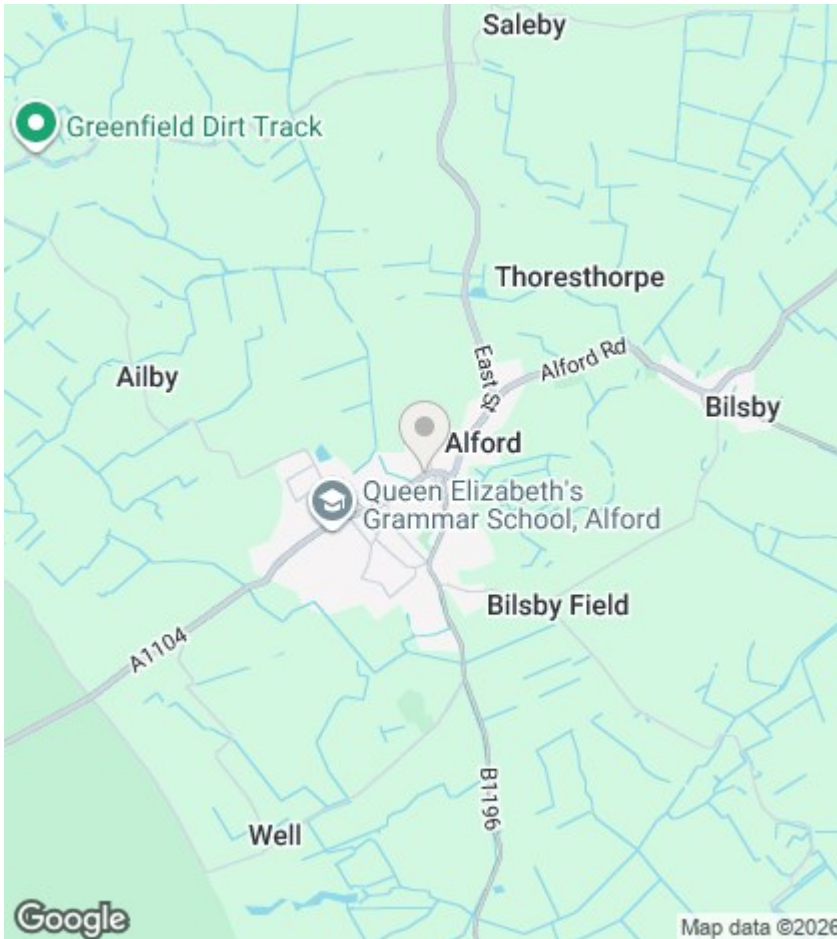 Saleby
Greenfield Dirt Track
Thoresthorpe
East St
Alford Rd
Ailby
Bilsby
Alford
Queen Elizabeth's
Grammar School, Alford
Bilsby Field
A1104
B1196
Well
Google
Map data ©2026